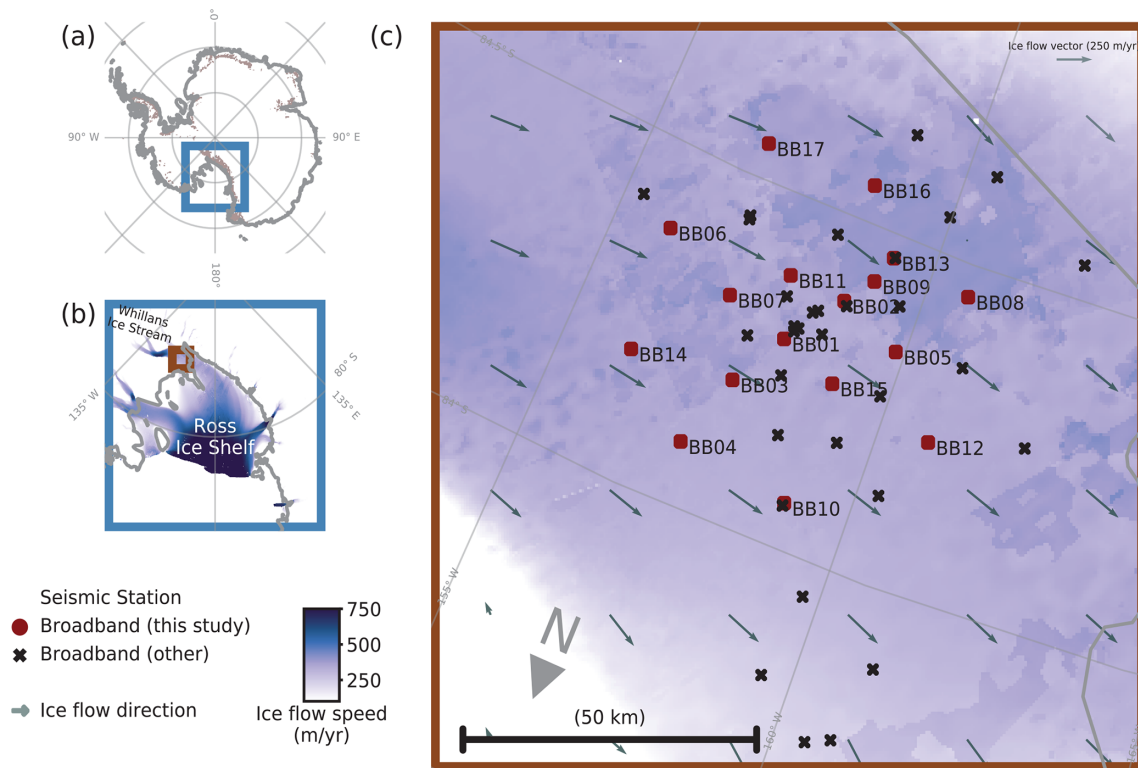 (a)
0°
90° W
90° E
180°
(b)
Whillans
Ice Stream
80° S
135° W
135° E
Ross
Ice Shelf
Seismic Station
Broadband (this study)
Broadband (other)
Ice flow direction
750
500
250
Ice flow speed
(m/yr)
(c)
84.5° S
Ice flow vector (250 m/yr
BB17
BB16
BB06
BB13
BB11
BB09
BB07
BB02
BB08
BB01
BB14
BB05
BB03
BB15
BB04
BB12
BB10
84° S
155° W
N
(50 km)
160° W
165°